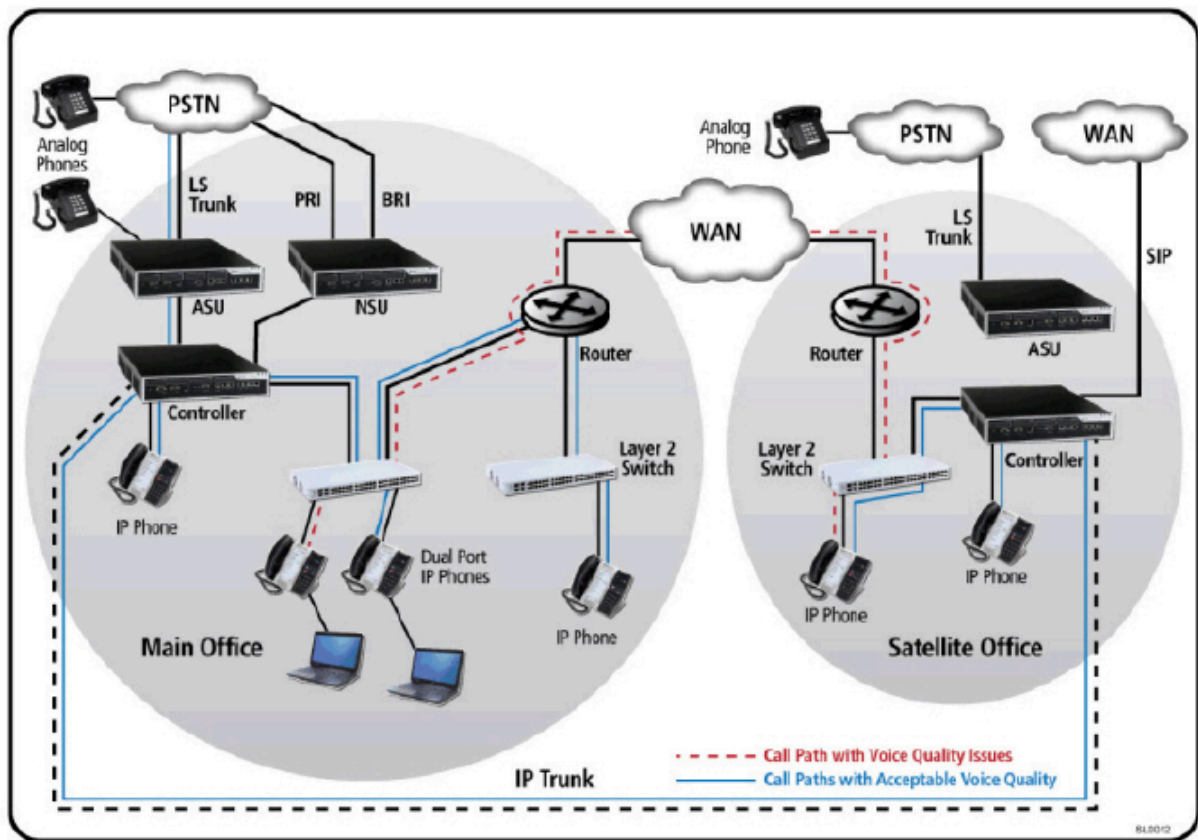 PSTN
Analog
Phones
LS
Trunk
PRI
BRI
ASU
NSU
Controller
IP Phone
Dual Port
IP Phones
Router
Layer 2
Switch
IP Phone
Main Office
WAN
Analog
Phone
PSTN
WAN
LS
Trunk
SIP
ASU
Router
Layer 2
Switch
Controller
IP Phone
IP Phone
Satellite Office
IP Trunk
Call Path with Voice Quality Issues
Call Paths with Acceptable Voice Quality